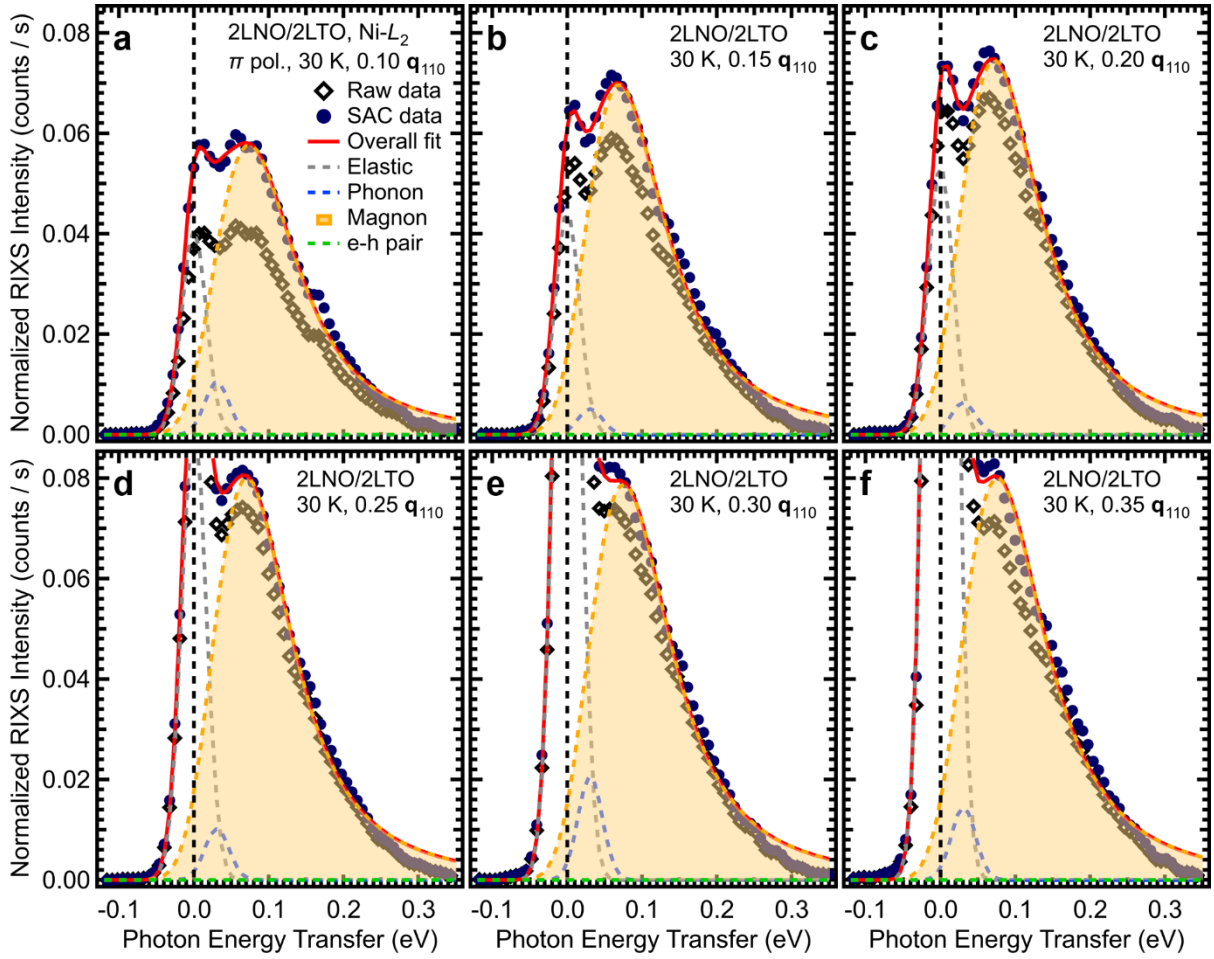 a
2LNO/2LTO, Ni-L₂
π pol., 30 K, 0.10 q₁₁₀
Raw data
SAC data
Overall fit
Elastic
Phonon
Magnon
e-h pair
b
2LNO/2LTO
30 K, 0.15 q₁₁₀
c
2LNO/2LTO
30 K, 0.20 q₁₁₀
0.08
0.06
0.04
0.02
0.00
Normalized RIXS Intensity (counts / s)
d
2LNO/2LTO
30 K, 0.25 q₁₁₀
e
2LNO/2LTO
30 K, 0.30 q₁₁₀
f
2LNO/2LTO
30 K, 0.35 q₁₁₀
0.08
0.06
0.04
0.02
0.00
Normalized RIXS Intensity (counts / s)
-0.1 0.0 0.1 0.2 0.3
-0.1 0.0 0.1 0.2 0.3
-0.1 0.0 0.1 0.2 0.3
Photon Energy Transfer (eV)
Photon Energy Transfer (eV)
Photon Energy Transfer (eV)